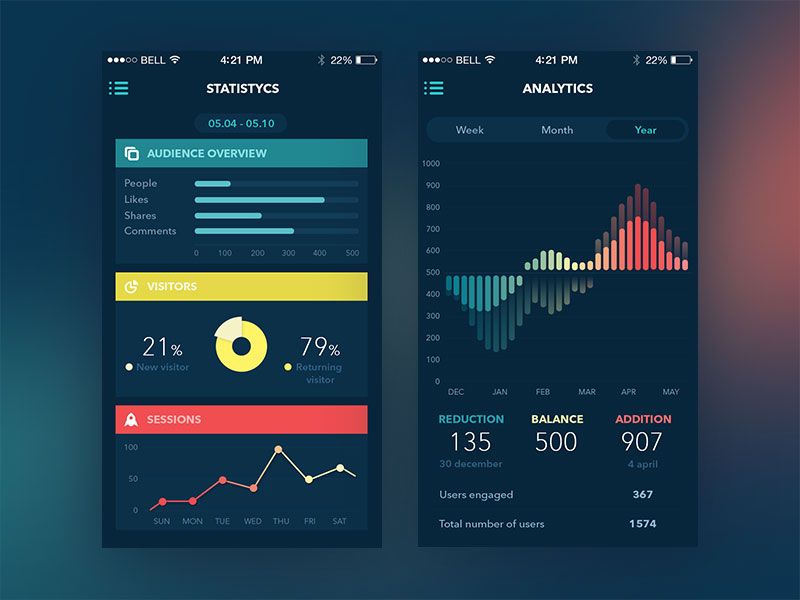 BELL 4:21 PM 22%
STATISTYCS
05.04 - 05.10
AUDIENCE OVERVIEW
People
Likes
Shares
Comments
0 100 200 300 400 500
VISITORS
21% 79%
New visitor Returning
visitor
SESSIONS
100
50
0
SUN MON TUE WED THU FRI SAT
BELL 4:21 PM 22%
ANALYTICS
Week Month Year
1000
900
800
700
600
500
400
300
200
100
0
DEC JAN FEB MAR APR MAY
REDUCTION BALANCE ADDITION
135 500 907
30 december 4 april
Users engaged 367
Total number of users 1574